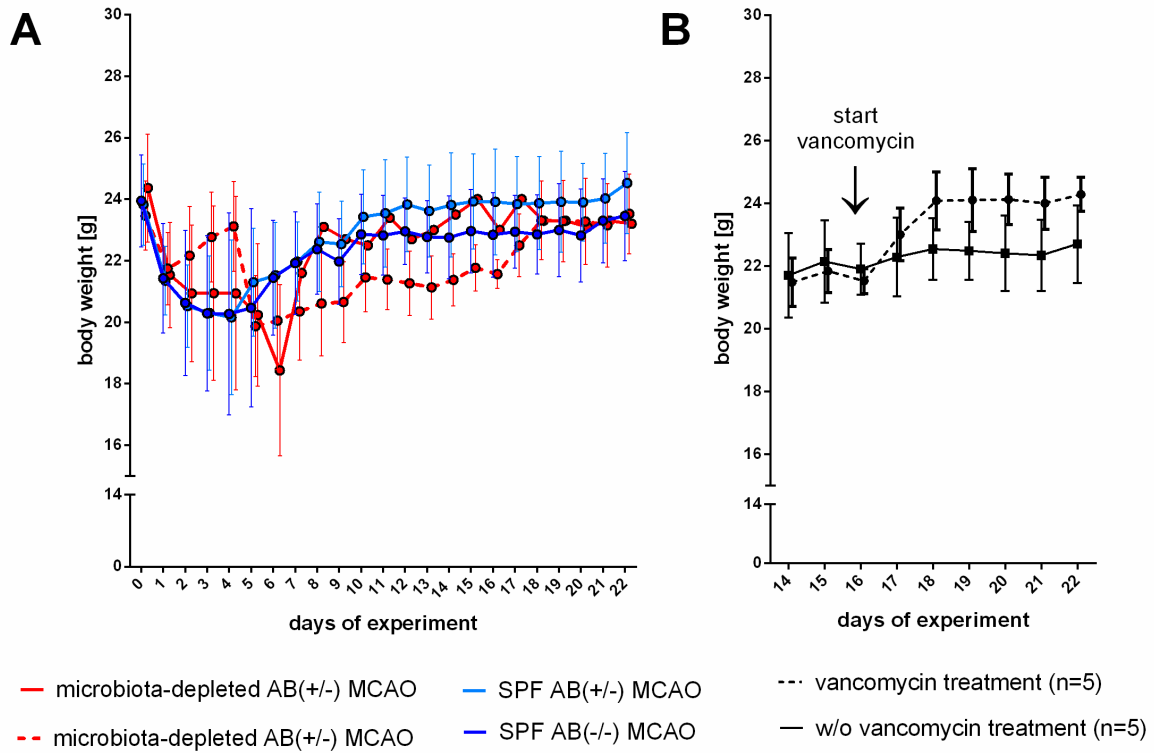 A
30
28
26
24
22
20
18
16
14
0
body weight [g]
0 1 2 3 4 5 6 7 8 9 10 11 12 13 14 15 16 17 18 19 20 21 22
days of experiment
B
30
28
26
24
22
20
18
16
14
0
body weight [g]
start
vancomycin
14 15 16 17 18 19 20 21 22
days of experiment
microbiota-depleted AB(+/-) MCAO
microbiota-depleted AB(+/-) MCAO
SPF AB(+/-) MCAO
SPF AB(-/-) MCAO
vancomycin treatment (n=5)
w/o vancomycin treatment (n=5)